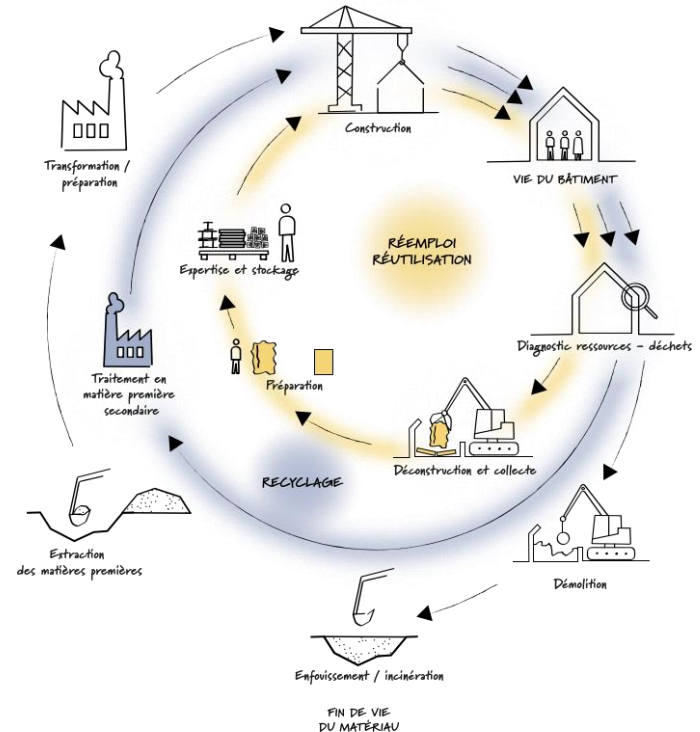 Construction
Transformation /
préparation
VIE DU BÂTIMENT
RÉEMPLOI
RÉUTILISATION
Expertise et stockage
Diagnostic ressources - déchets
Traitement en
matière première
secondaire
Préparation
Déconstruction et collecte
RECYCLAGE
Extraction
des matières premières
Démolition
Enfouissement / incinération
FIN DE VIE
DU MATÉRIAU